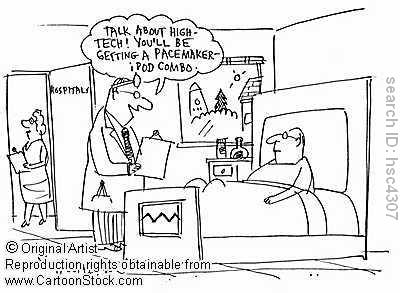 TALK ABOUT HIGH-
TECH! YOU'LL BE
GETTING A PACEMAKER-
iPOD COMBO.
HOSPITAL
search ID: hsc4307
© Original Artist
Reproduction rights obtainable from
www.CartoonStock.com